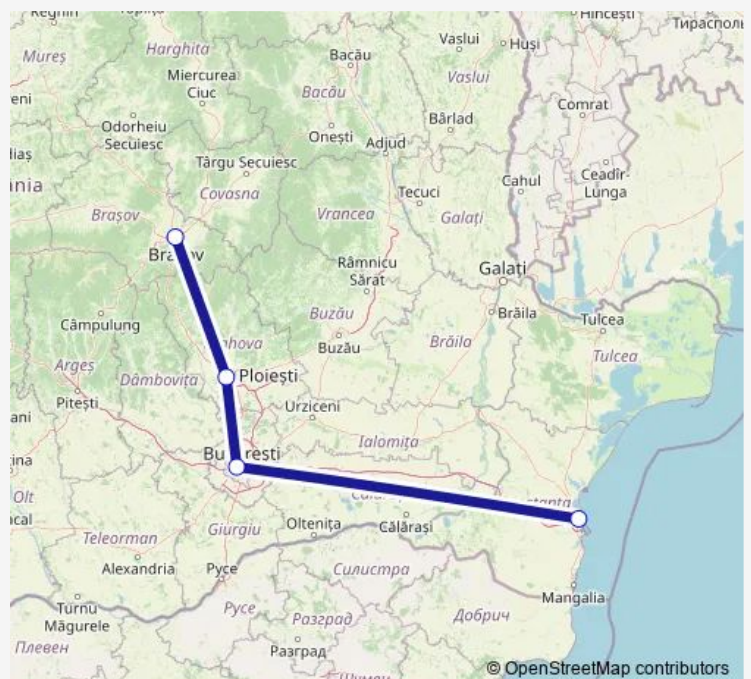 Hîncești
Тирасполь
Mureș
Harghita
Miercurea
Ciuc
Bacău
Bacău
Vaslui
Huși
Vaslui
Comrat
Odorheiu
Secuiesc
Onești
Adjud
Bârlad
Târgu Secuiesc
Covasna
Ceadîr-
Lunga
Cahul
Tecuci
Brașov
Vrancea
Galați
Râmnicu
Sărat
Galați
Câmpulung
Buzău
Brăila
Tulcea
Buzău
Brăila
Tulcea
Argeș
Dâmbovița
Ploiești
Pitești
Urziceni
Ialomița
Olt
Oltenița
Călărași
Giurgiu
Teleorman
Alexandria
Русе
Силистра
Mangalia
Turnu
Măgurele
Русе
Разград
Добрич
Плевен
Разград
© OpenStreetMap contributors